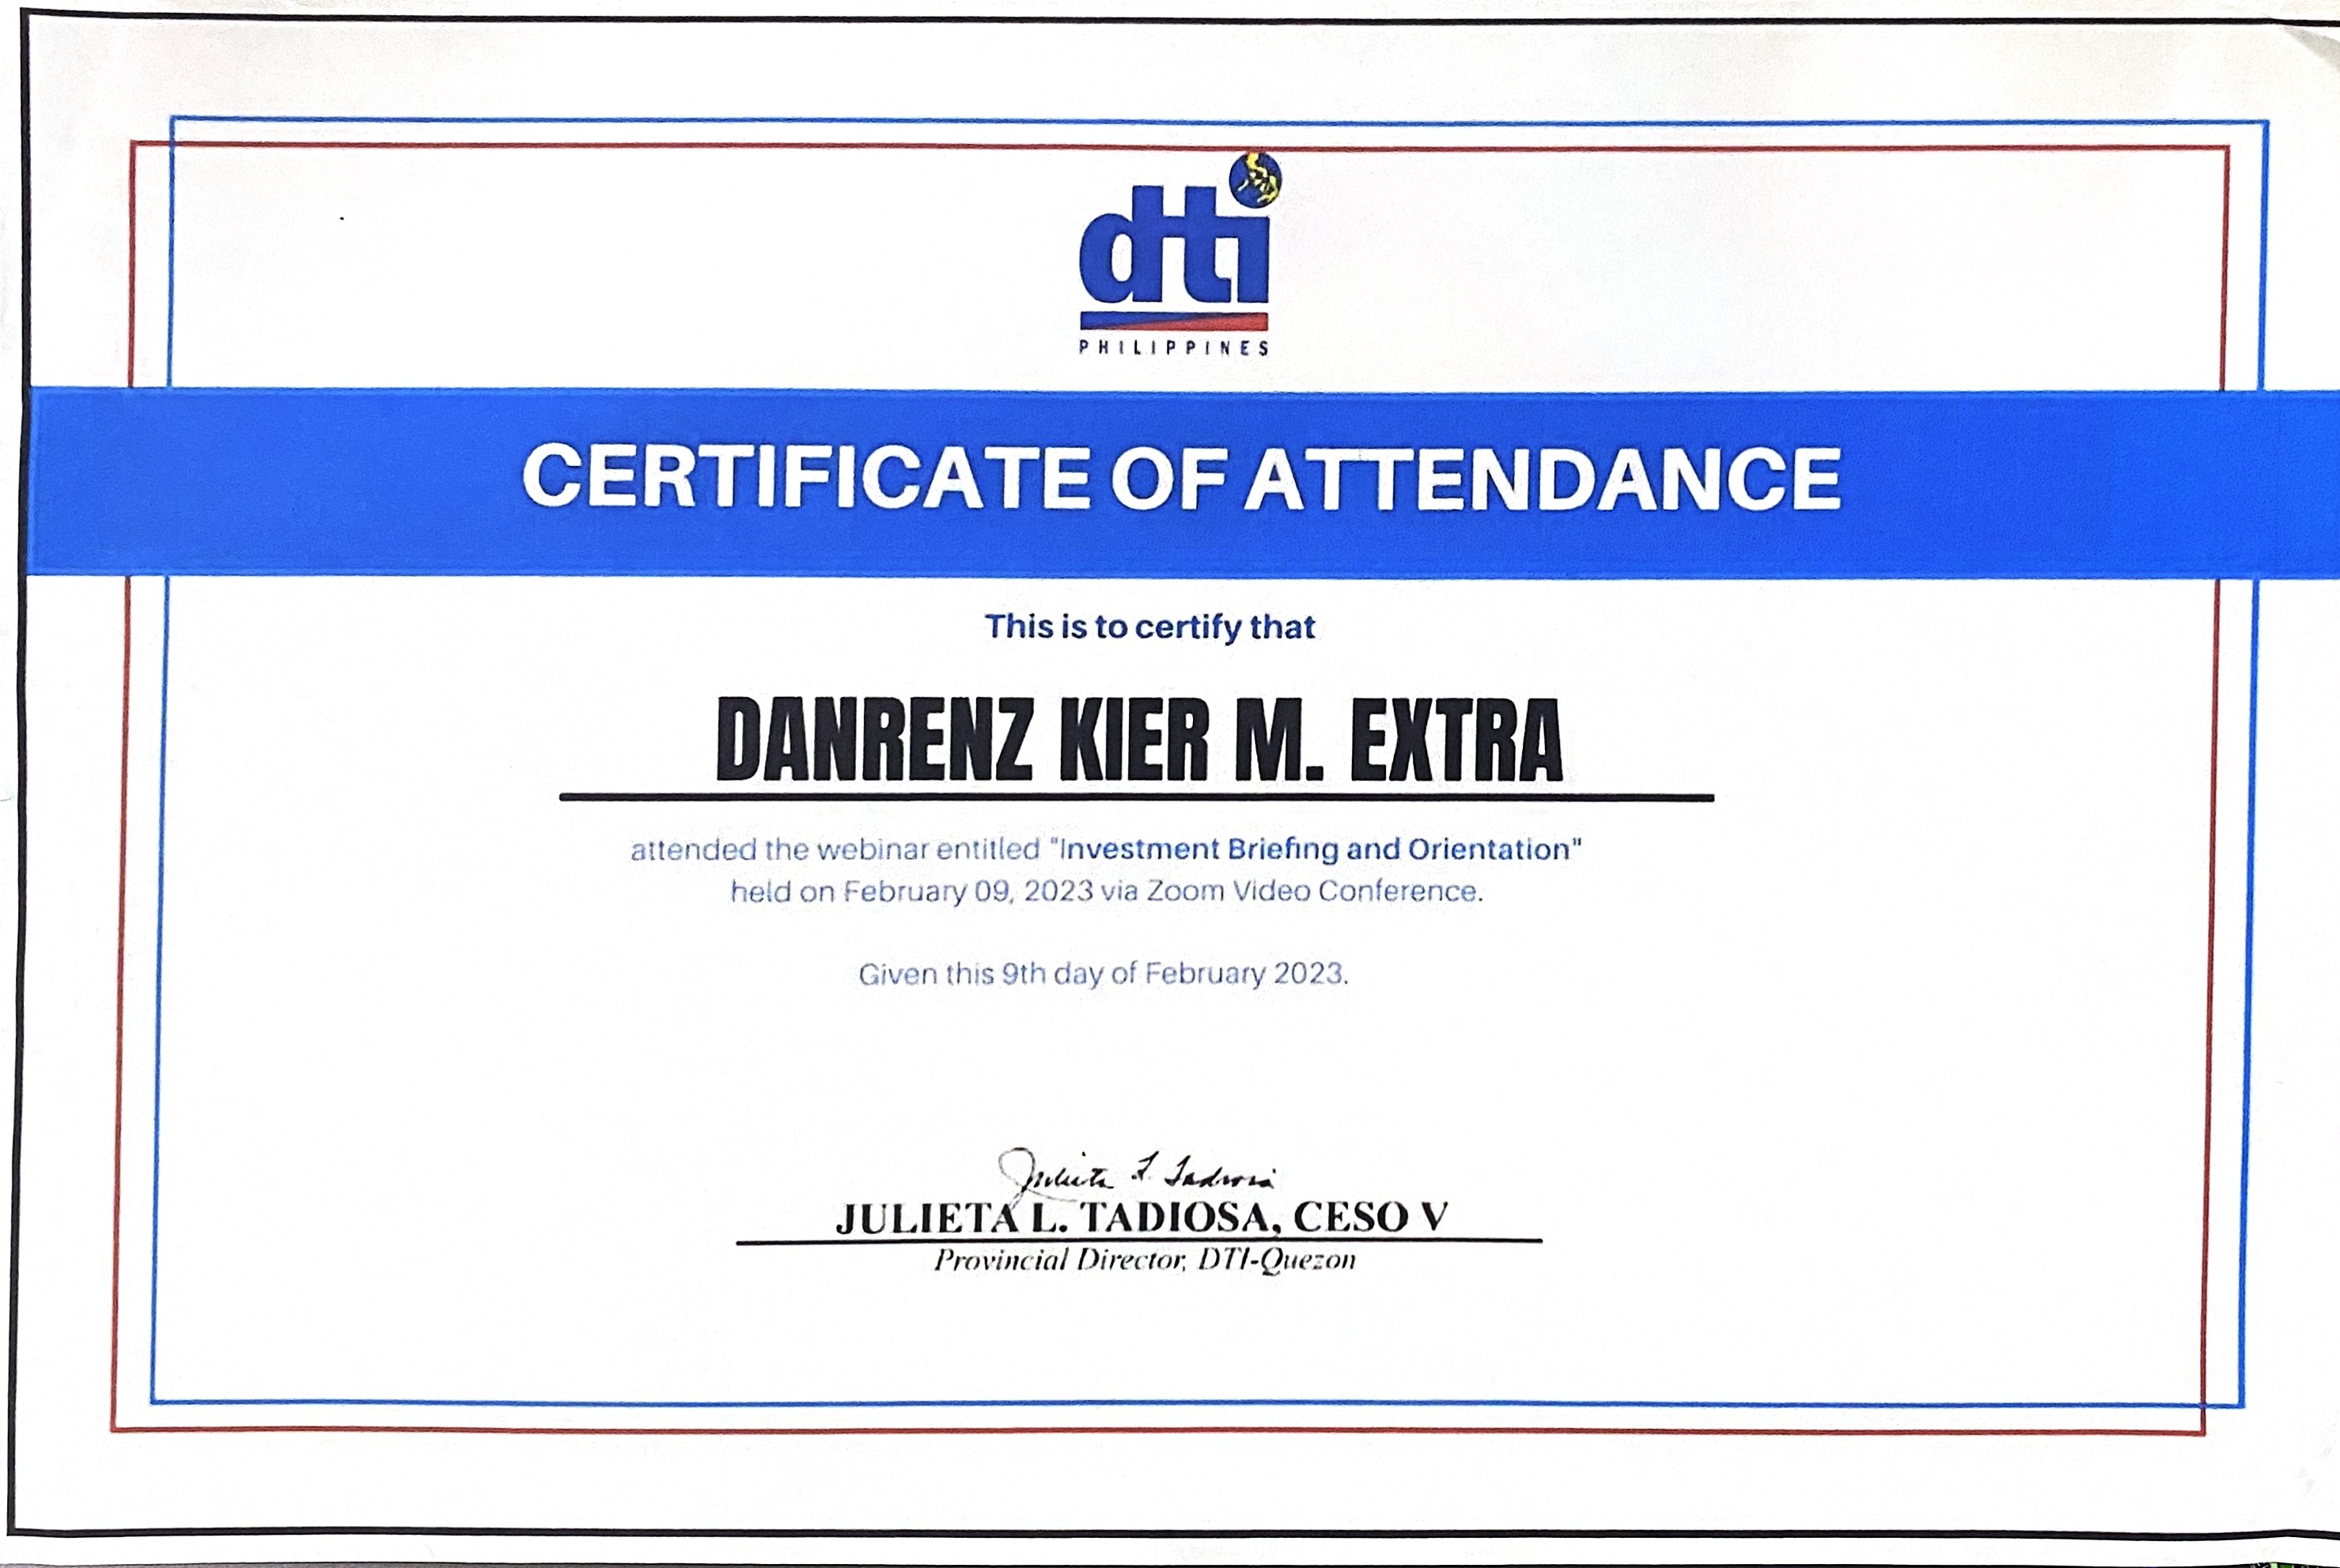 dti
PHILIPPINES
CERTIFICATE OF ATTENDANCE
This is to certify that
DANRENZ KIER M. EXTRA
attended the webinar entitled "Investment Briefing and Orientation"
held on February 09, 2023 via Zoom Video Conference.
Given this 9th day of February 2023.
Julieta L. Tadiosa
JULIETA L. TADIOSA, CESO V
Provincial Director, DTI-Quezon